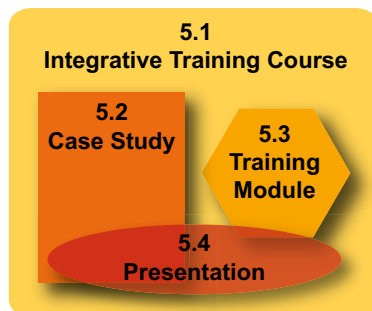 5.1
Integrative Training Course
5.2
Case Study
5.3
Training
Module
5.4
Presentation